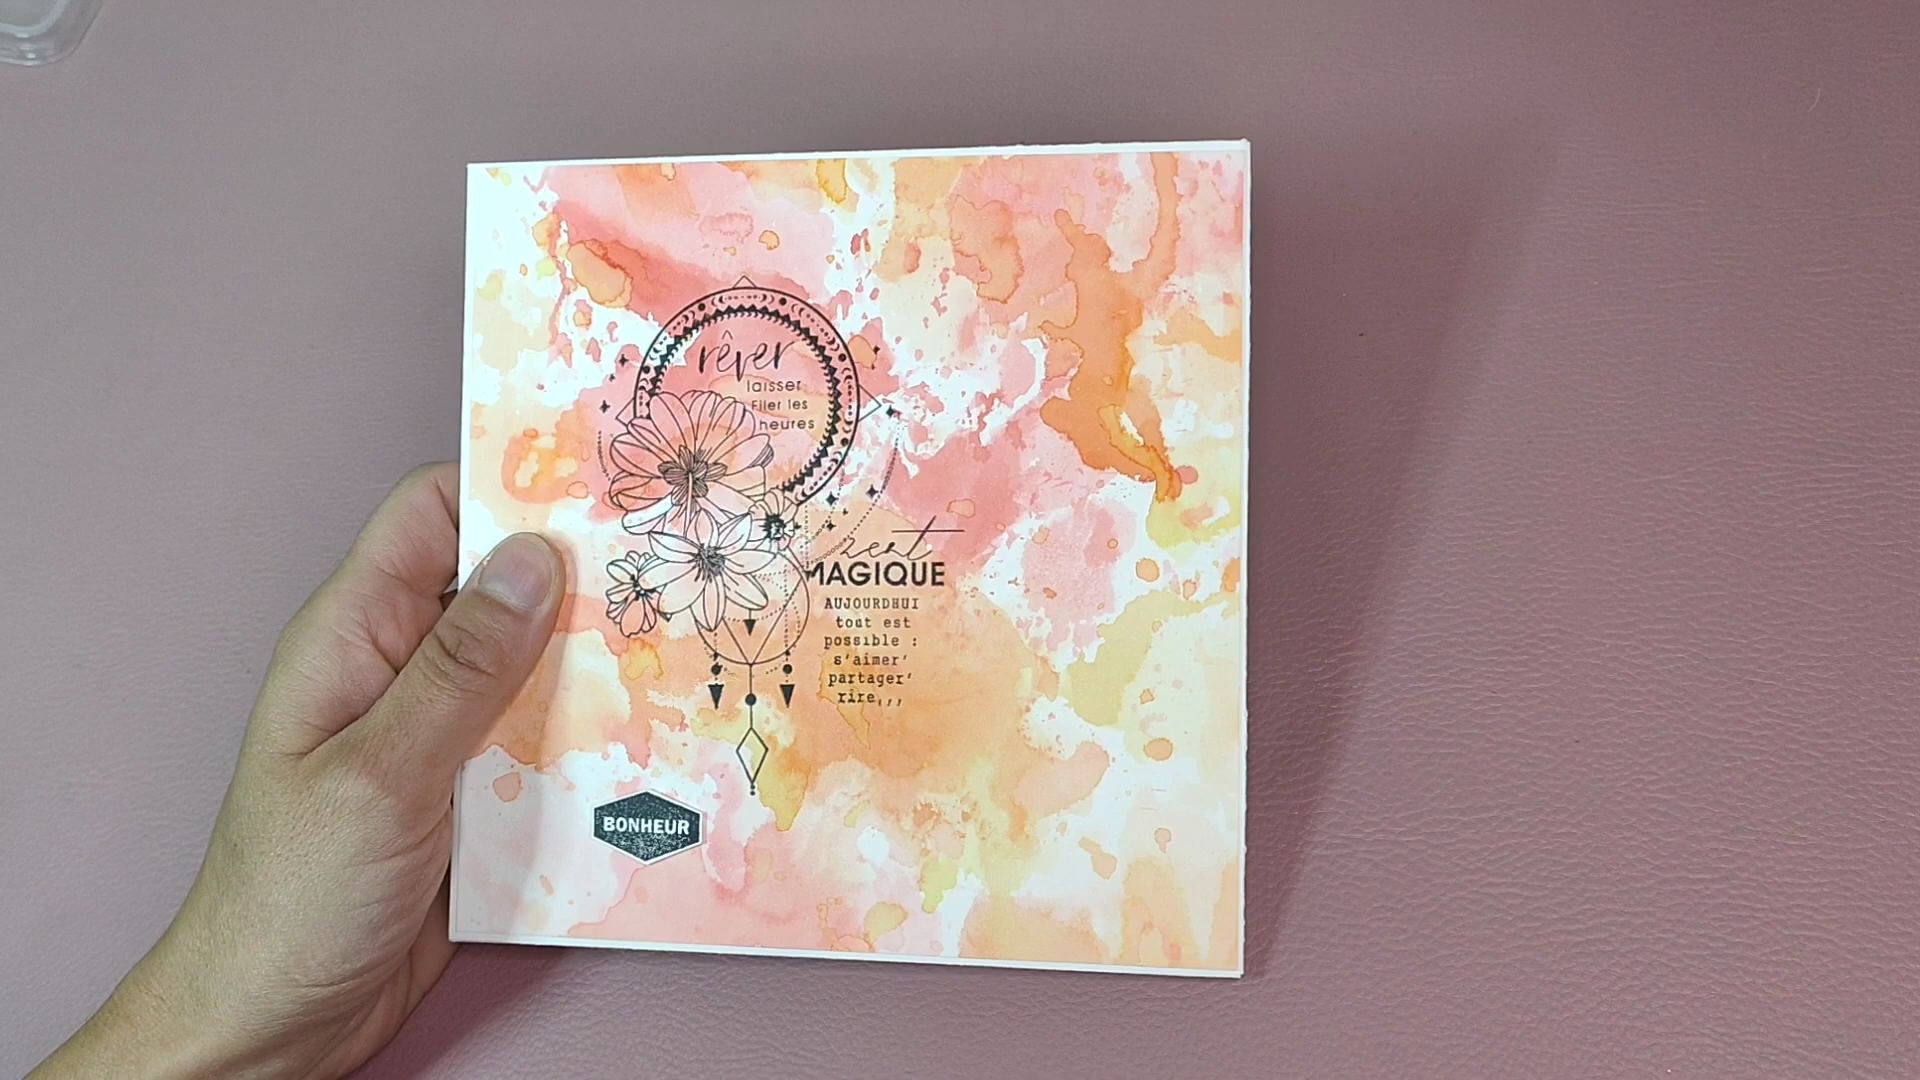 rêver
laisser
Filer les
heures
MAGIQUE
AUJOURDHUI
tout est
possible :
s'aimer'
partager'
rire,,,
BONHEUR